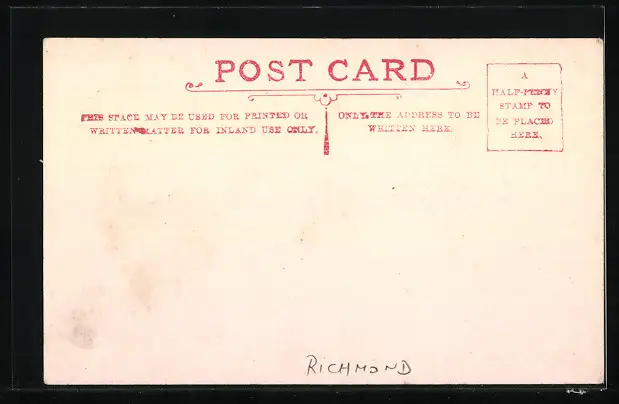 POST CARD
THIS SPACE MAY BE USED FOR PRINTED OR
WRITTEN MATTER FOR INLAND USE ONLY.
ONLY THE ADDRESS TO BE
WRITTEN HERE.
A
HALF-PENNY
STAMP TO
BE PLACED
HERE.
RICHMOND